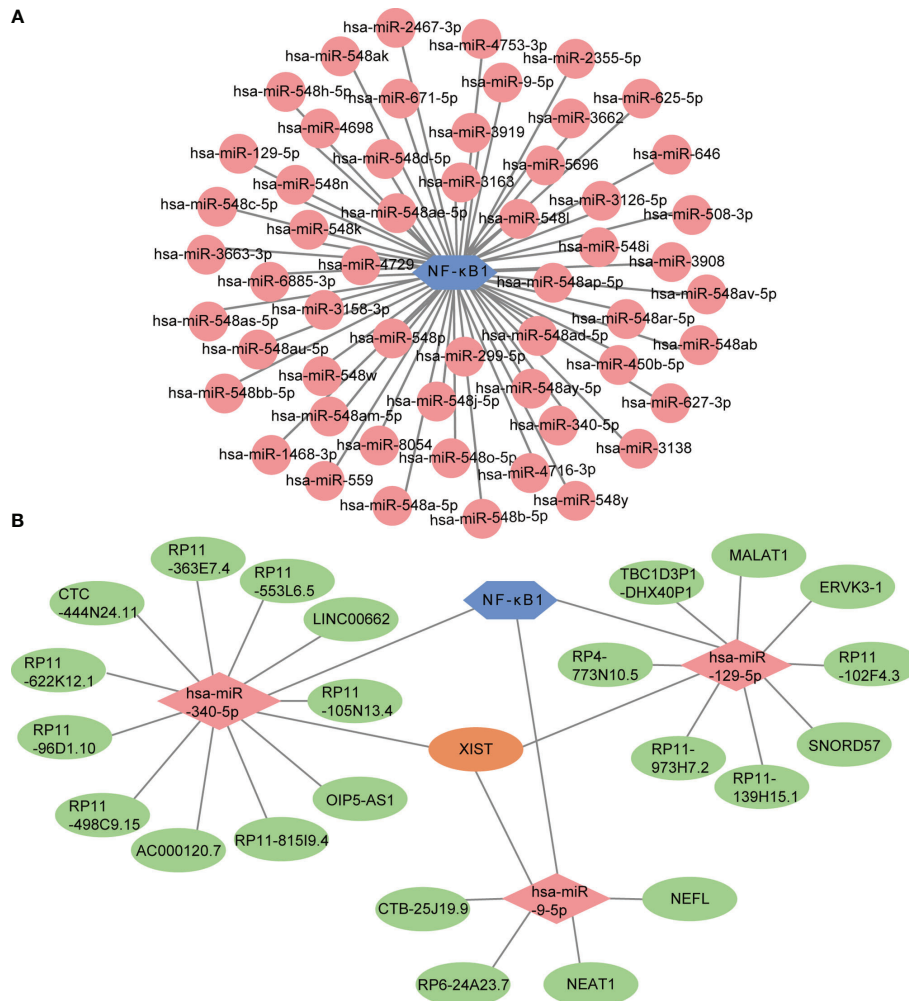 A
hsa-miR-2467-3p
hsa-miR-4753-3p
hsa-miR-548ak
hsa-miR-2355-5p
hsa-miR-9-5p
hsa-miR-548h-5p
hsa-miR-671-5p
hsa-miR-625-5p
hsa-miR-3662
hsa-miR-4698
hsa-miR-3919
hsa-miR-129-5p
hsa-miR-548d-5p
hsa-miR-5696
hsa-miR-646
hsa-miR-3163
hsa-miR-548n
hsa-miR-3126-5p
hsa-miR-548c-5p
hsa-miR-548ae-5p
hsa-miR-548l
hsa-miR-508-3p
hsa-miR-548k
hsa-miR-548i
hsa-miR-3663-3p
hsa-miR-4729
hsa-miR-3908
NF-κB1
hsa-miR-6885-3p
hsa-miR-548ap-5p
hsa-miR-548av-5p
hsa-miR-3158-3p
hsa-miR-548as-5p
hsa-miR-548ar-5p
hsa-miR-548p
hsa-miR-548ad-5p
hsa-miR-548ab
hsa-miR-548au-5p
hsa-miR-299-5p
hsa-miR-450b-5p
hsa-miR-548w
hsa-miR-548bb-5p
hsa-miR-548ay-5p
hsa-miR-548j-5p
hsa-miR-627-3p
hsa-miR-548am-5p
hsa-miR-340-5p
hsa-miR-8054
hsa-miR-3138
hsa-miR-1468-3p
hsa-miR-548o-5p
hsa-miR-4716-3p
hsa-miR-559
hsa-miR-548a-5p
hsa-miR-548y
hsa-miR-548b-5p
B
RP11
-363E7.4
RP11
-553L6.5
CTC
-444N24.11
LINC00662
RP11
-622K12.1
hsa-miR
-340-5p
RP11
-105N13.4
RP11
-96D1.10
RP11
-498C9.15
OIP5-AS1
AC000120.7
RP11-815I9.4
NF-κB1
XIST
TBC1D3P1
-DHX40P1
MALAT1
ERVK3-1
RP4-
773N10.5
hsa-miR
-129-5p
RP11
-102F4.3
SNORD57
RP11-
973H7.2
RP11-
139H15.1
hsa-miR
-9-5p
CTB-25J19.9
NEFL
RP6-24A23.7
NEAT1